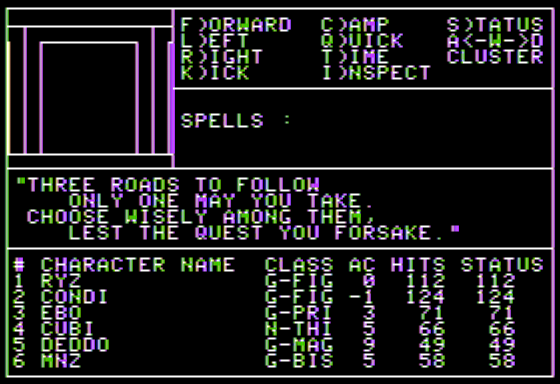 F)ORWARD C)AMP S)TATUS
L)EFT Q)UICK A<-W->D
R)IGHT T)IME CLUSTER
K)ICK I)NSPECT
SPELLS :
"THREE ROADS TO FOLLOW
ONLY ONE MAY YOU TAKE.
CHOOSE WISELY AMONG THEM,
LEST THE QUEST YOU FORSAKE."
# CHARACTER NAME CLASS AC HITS STATUS
1 RYZ G-FIG 0 112 112
2 CONDI G-FIG -1 124 124
3 EBO G-PRI 3 71 71
4 CUBI N-THI 5 66 66
5 DEDDO G-MAG 9 49 49
6 MNZ G-BIS 5 58 58